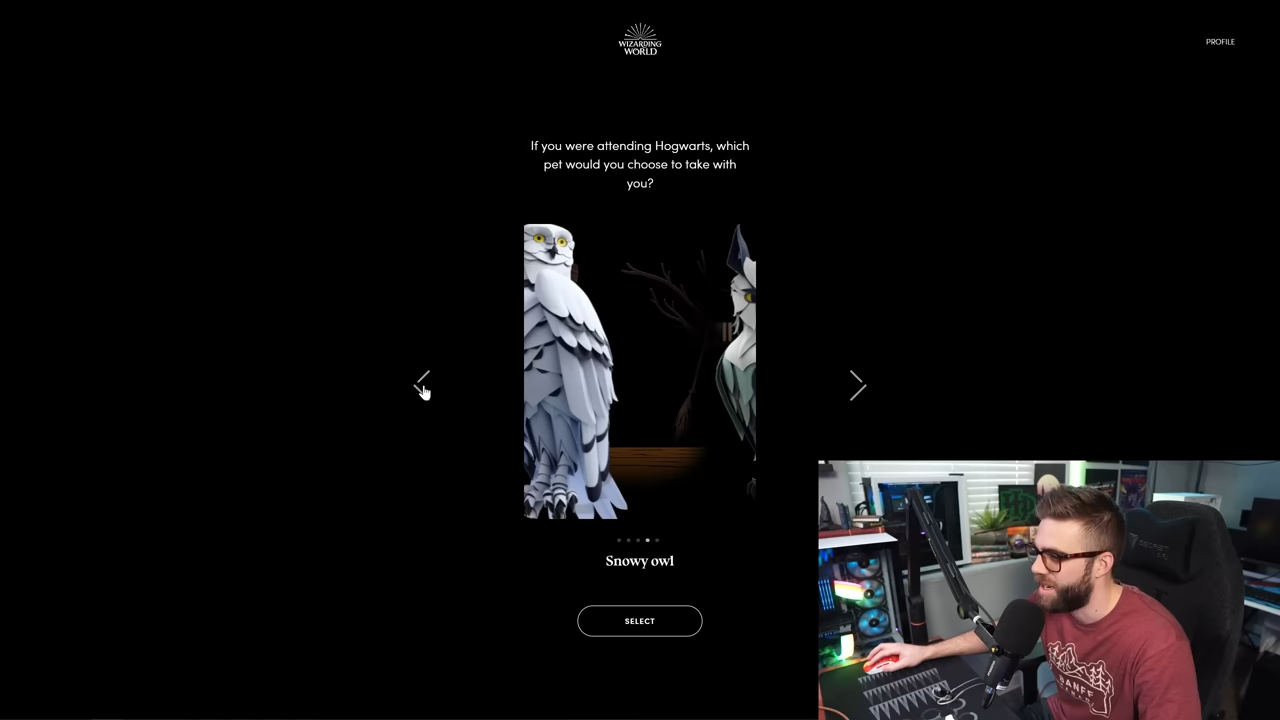 WIZARDING
WORLD
PROFILE
If you were attending Hogwarts, which
pet would you choose to take with
you?
Snowy owl
SELECT
BANFF